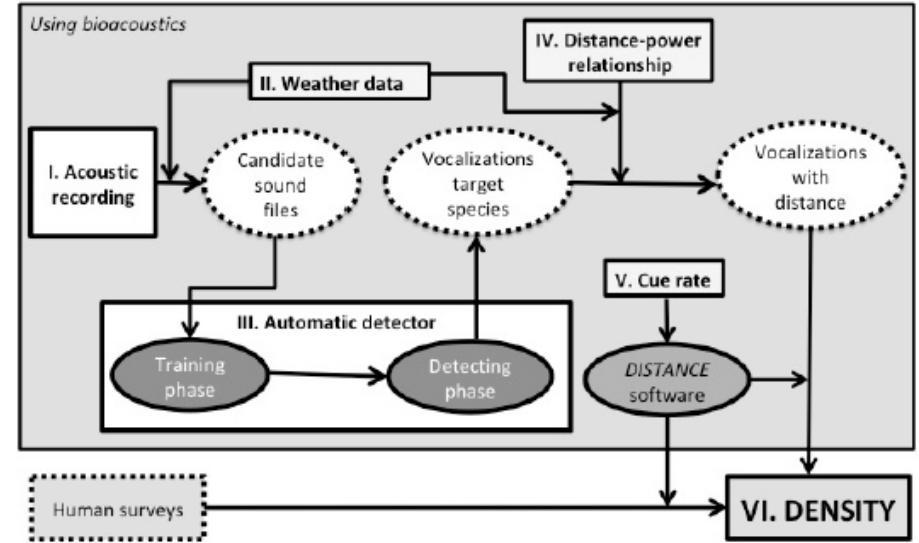 Using bioacoustics
IV. Distance-power
relationship
II. Weather data
I. Acoustic
recording
Candidate
sound
files
Vocalizations
target
species
Vocalizations
with
distance
V. Cue rate
III. Automatic detector
Training
phase
Detecting
phase
DISTANCE
software
Human surveys
VI. DENSITY